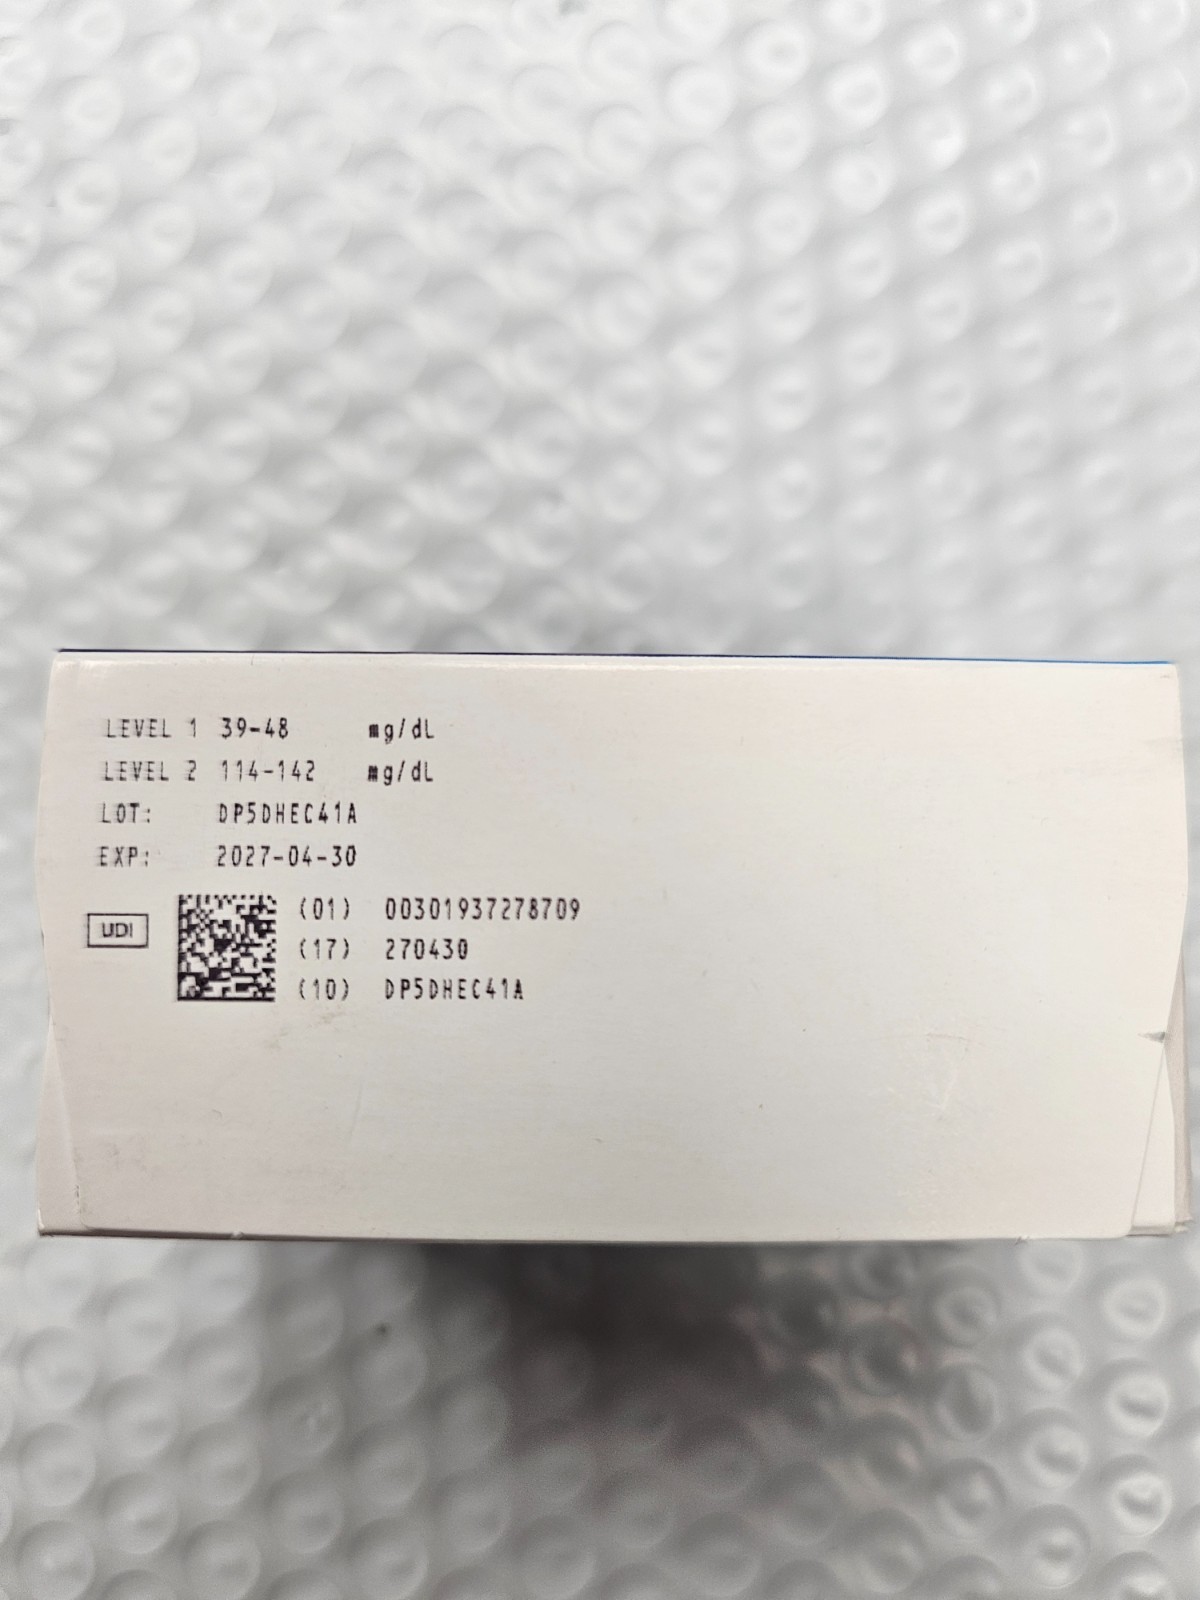 LEVEL 1 39-48 mg/dL
LEVEL 2 114-142 mg/dL
LOT: DP5DHEC41A
EXP: 2027-04-30
UDI
(01) 00301937278709
(17) 270430
(10) DP5DHEC41A